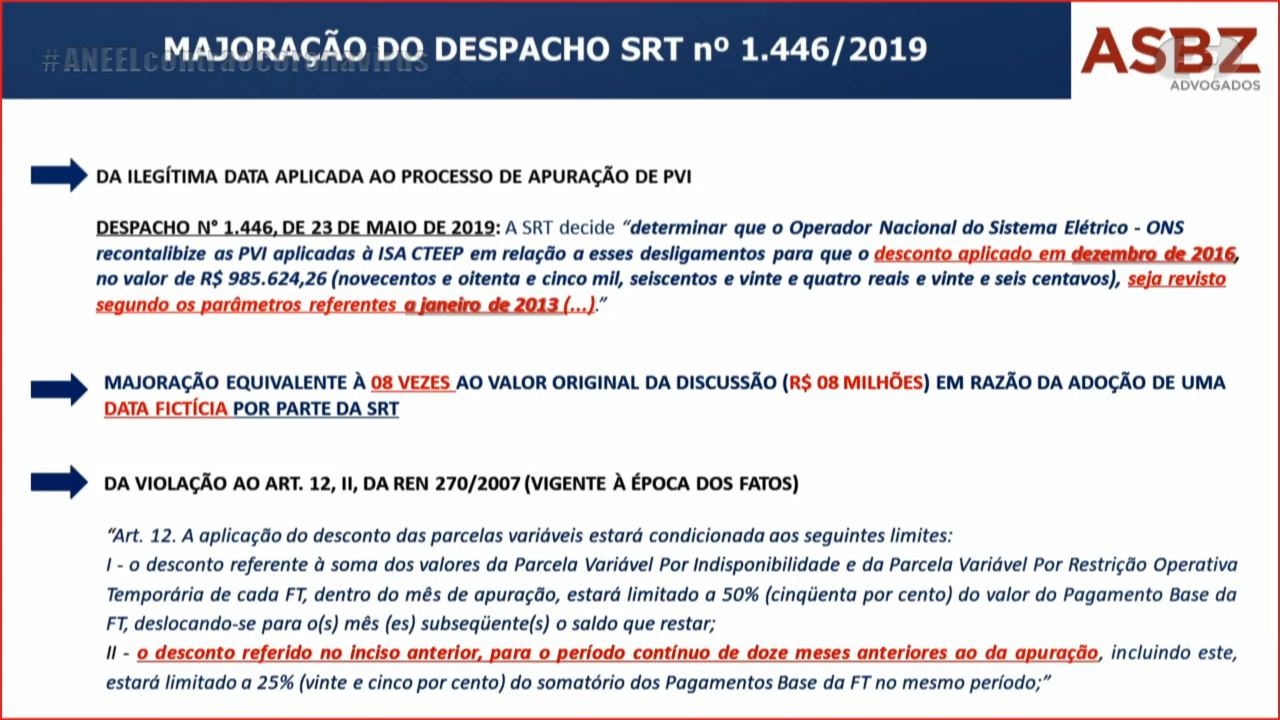 MAJORAÇÃO DO DESPACHO SRT nº 1.446/2019
#ANEELcontraocoronavirus
ASBZ
ADVOGADOS
DA ILEGÍTIMA DATA APLICADA AO PROCESSO DE APURAÇÃO DE PVI
DESPACHO N° 1.446, DE 23 DE MAIO DE 2019: A SRT decide “determinar que o Operador Nacional do Sistema Elétrico - ONS
recontalibize as PVI aplicadas à ISA CTEEP em relação a esses desligamentos para que o desconto aplicado em dezembro de 2016,
no valor de R$ 985.624,26 (novecentos e oitenta e cinco mil, seiscentos e vinte e quatro reais e vinte e seis centavos), seja revisto
segundo os parâmetros referentes a janeiro de 2013 (...).”
MAJORAÇÃO EQUIVALENTE À 08 VEZES AO VALOR ORIGINAL DA DISCUSSÃO (R$ 08 MILHÕES) EM RAZÃO DA ADOÇÃO DE UMA
DATA FICTÍCIA POR PARTE DA SRT
DA VIOLAÇÃO AO ART. 12, II, DA REN 270/2007 (VIGENTE À ÉPOCA DOS FATOS)
“Art. 12. A aplicação do desconto das parcelas variáveis estará condicionada aos seguintes limites:
I - o desconto referente à soma dos valores da Parcela Variável Por Indisponibilidade e da Parcela Variável Por Restrição Operativa
Temporária de cada FT, dentro do mês de apuração, estará limitado a 50% (cinqüenta por cento) do valor do Pagamento Base da
FT, deslocando-se para o(s) mês (es) subseqüente(s) o saldo que restar;
II - o desconto referido no inciso anterior, para o período contínuo de doze meses anteriores ao da apuração, incluindo este,
estará limitado a 25% (vinte e cinco por cento) do somatório dos Pagamentos Base da FT no mesmo período;”